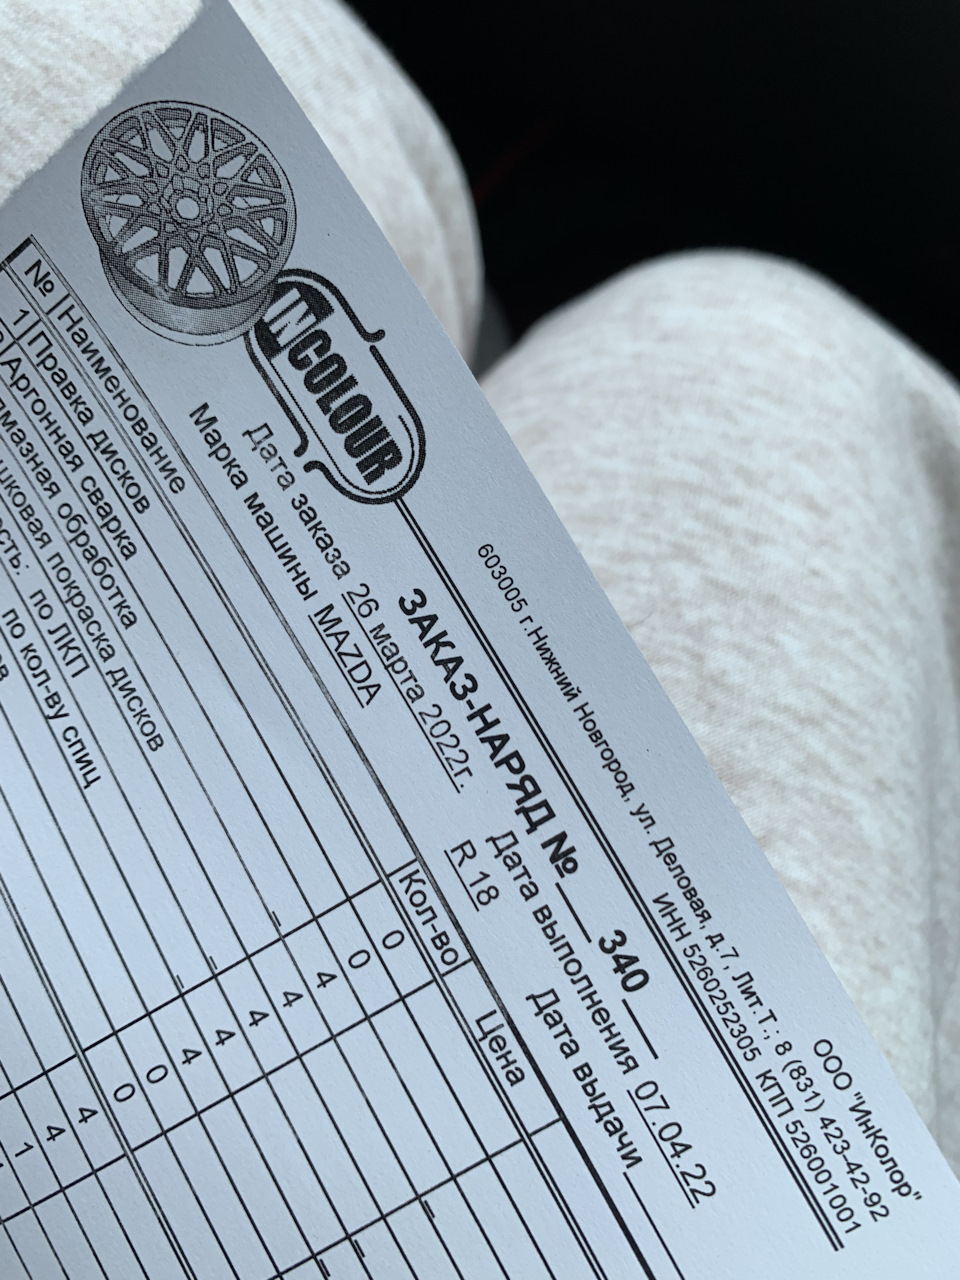 INCOLOUR
ООО "ИнКолор"
603005 г.Нижний Новгород, ул. Деловая, д.7, Лит.Т.; 8 (831) 423-42-92
ИНН 5260252305 КПП 526001001
ЗАКАЗ-НАРЯД № 340
Дата заказа 26 марта 2022г. Дата выполнения 07.04.22
Марка машины MAZDA R 18 Дата выдачи
№ Наименование Кол-во Цена
1 Правка дисков 0
Аргонная сварка 0
обработка 4
покраска дисков 4
по ЛКП 4
по кол-ву спиц 4
4
0
0
4
4
1